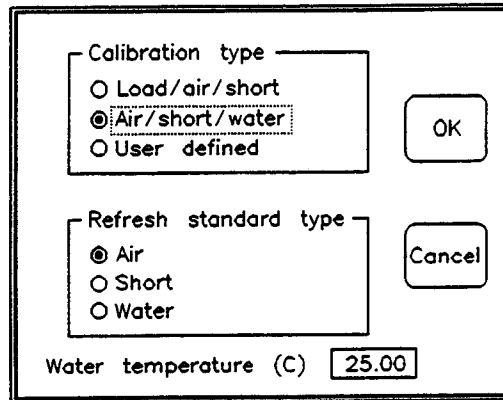 Calibration type
Load/air/short
Air/short/water
User defined
OK
Refresh standard type
Air
Short
Water
Cancel
Water temperature (C) 25.00